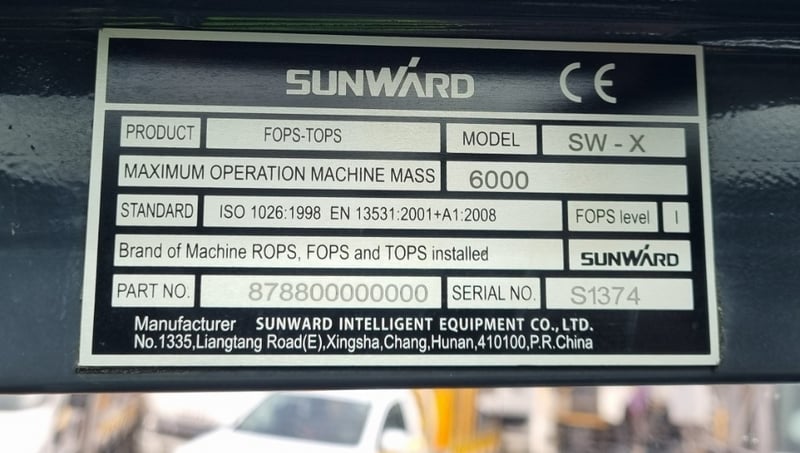 SUNWARD CE
PRODUCT FOPS-TOPS MODEL SW - X
MAXIMUM OPERATION MACHINE MASS 6000
STANDARD ISO 1026:1998 EN 13531:2001+A1:2008 FOPS level I
Brand of Machine ROPS, FOPS and TOPS installed SUNWARD
PART NO. 878800000000 SERIAL NO. S1374
Manufacturer SUNWARD INTELLIGENT EQUIPMENT CO., LTD.
No.1335,Liangtang Road(E),Xingsha,Chang,Hunan,410100,P.R.China